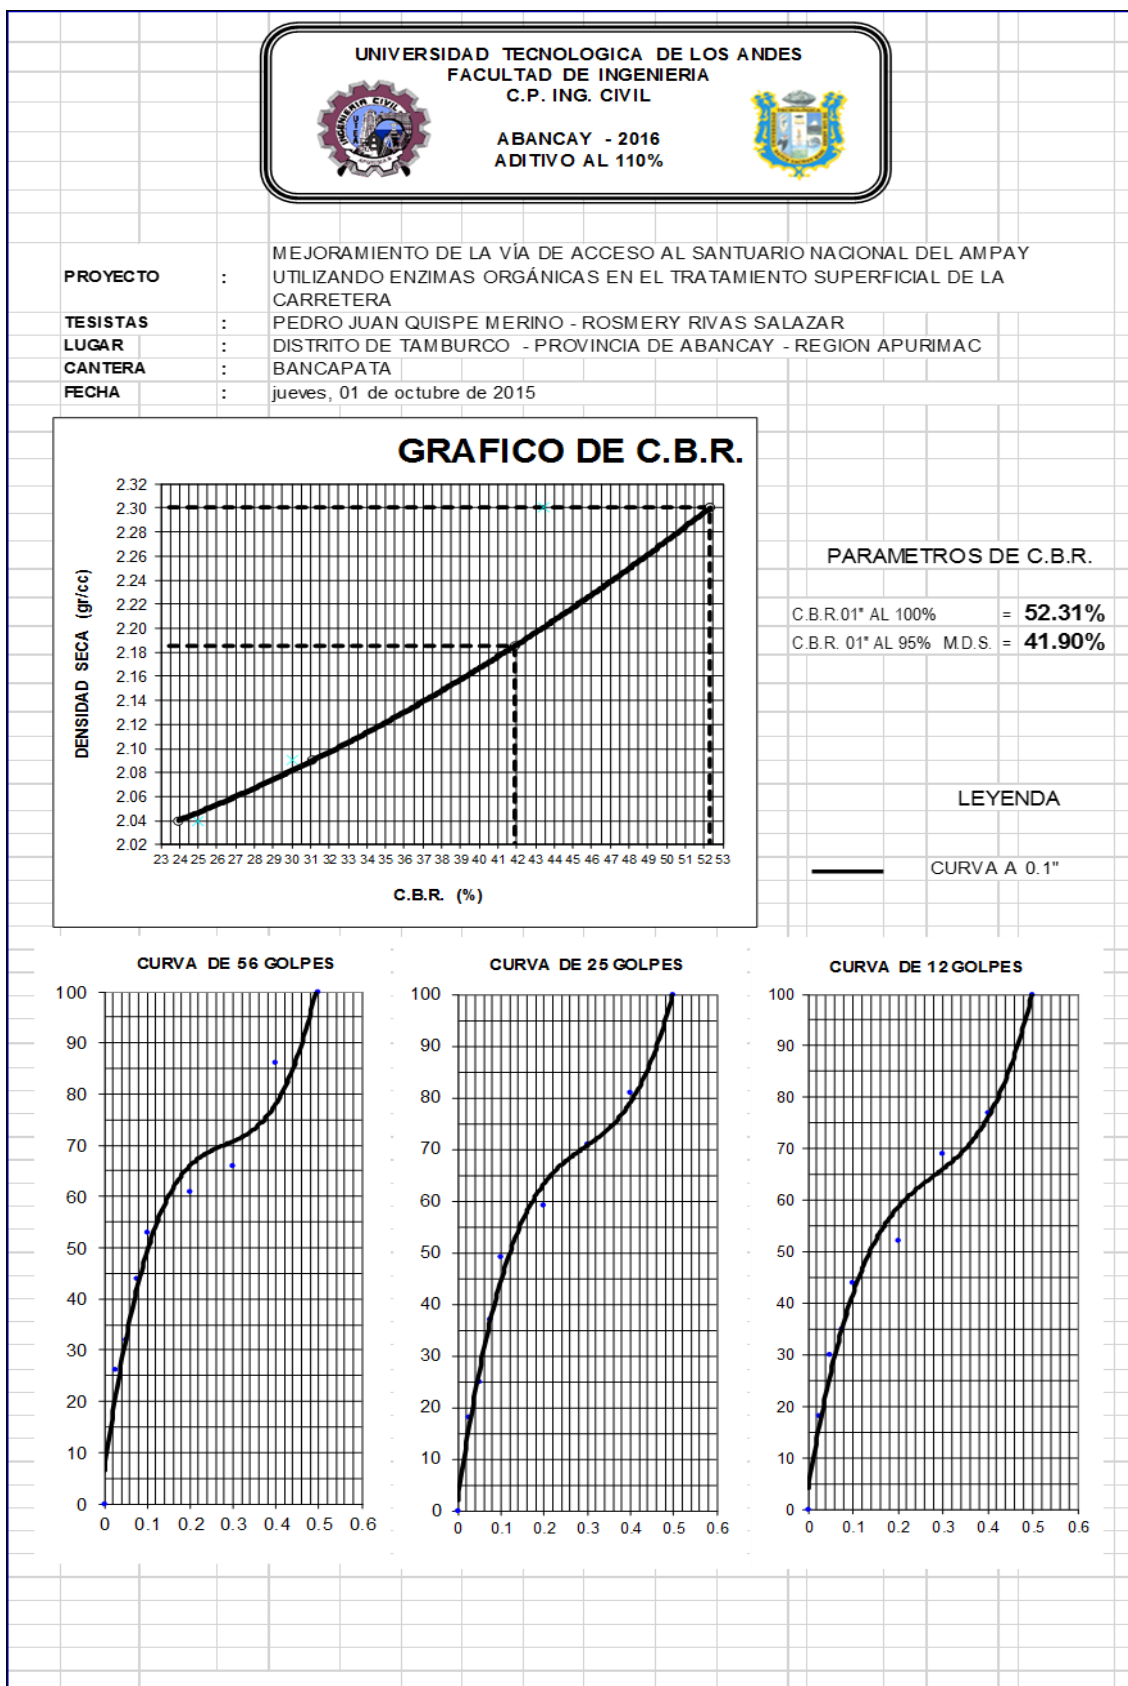 UNIVERSIDAD TECNOLOGICA DE LOS ANDES
FACULTAD DE INGENIERIA
C.P. ING. CIVIL
INGENIERIA CIVIL
APURIMAC
ABANCAY - 2016
ADITIVO AL 110%
PROYECTO : MEJORAMIENTO DE LA VÍA DE ACCESO AL SANTUARIO NACIONAL DEL AMPAY
UTILIZANDO ENZIMAS ORGÁNICAS EN EL TRATAMIENTO SUPERFICIAL DE LA
CARRETERA
TESISTAS : PEDRO JUAN QUISPE MERINO - ROSMERY RIVAS SALAZAR
LUGAR : DISTRITO DE TAMBURCO - PROVINCIA DE ABANCAY - REGION APURIMAC
CANTERA : BANCAPATA
FECHA : jueves, 01 de octubre de 2015
GRAFICO DE C.B.R.
DENSIDAD SECA (gr/cc)
2.32
2.30
2.28
2.26
2.24
2.22
2.20
2.18
2.16
2.14
2.12
2.10
2.08
2.06
2.04
2.02
23 24 25 26 27 28 29 30 31 32 33 34 35 36 37 38 39 40 41 42 43 44 45 46 47 48 49 50 51 52 53
C.B.R. (%)
PARAMETROS DE C.B.R.
C.B.R.01" AL 100% = 52.31%
C.B.R. 01" AL 95% M.D.S. = 41.90%
LEYENDA
CURVA A 0.1"
CURVA DE 56 GOLPES
100
90
80
70
60
50
40
30
20
10
0
0 0.1 0.2 0.3 0.4 0.5 0.6
CURVA DE 25 GOLPES
100
90
80
70
60
50
40
30
20
10
0
0 0.1 0.2 0.3 0.4 0.5 0.6
CURVA DE 12 GOLPES
100
90
80
70
60
50
40
30
20
10
0
0 0.1 0.2 0.3 0.4 0.5 0.6